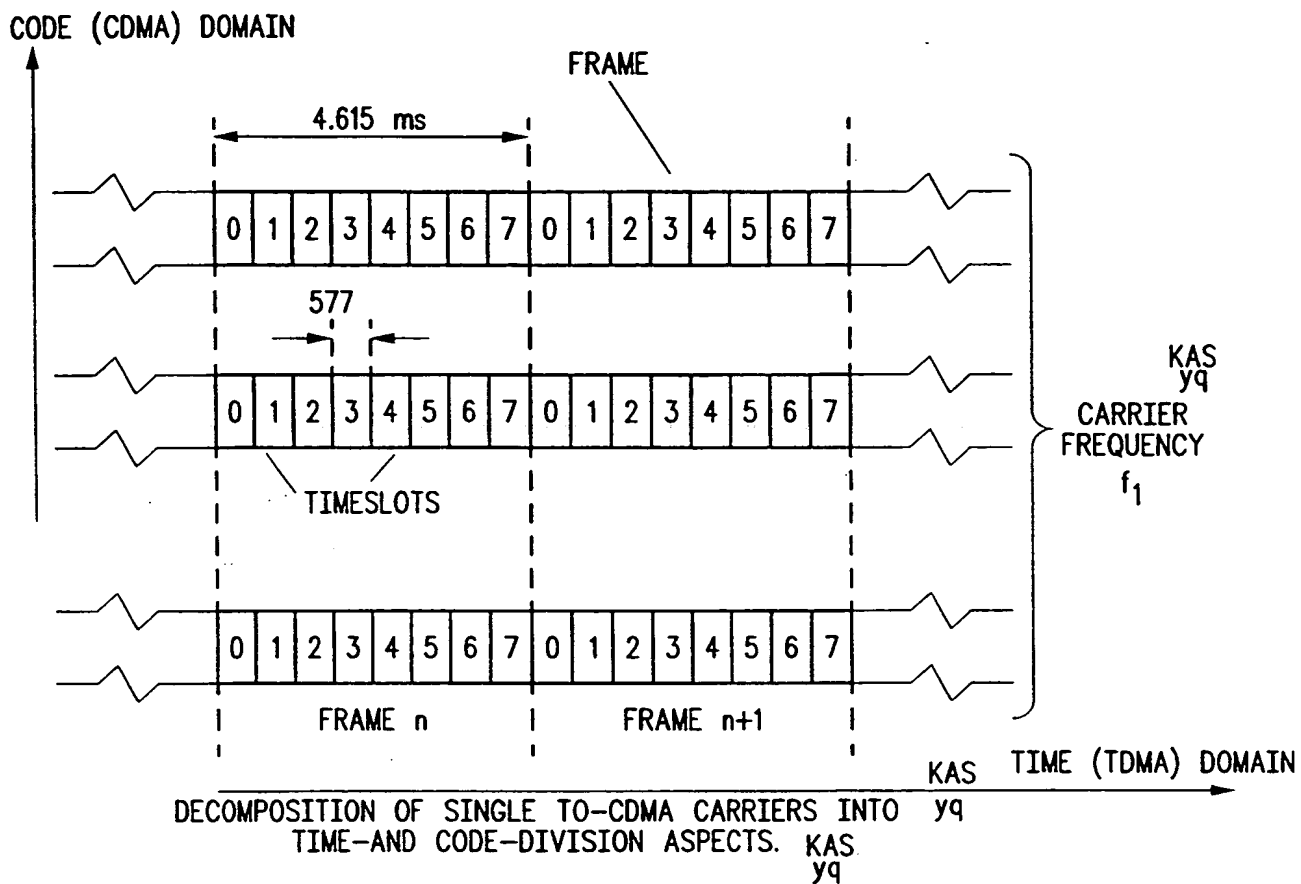 CODE (CDMA) DOMAIN
FRAME
4.615 ms
0 1 2 3 4 5 6 7 0 1 2 3 4 5 6 7
577
KAS
yq
0 1 2 3 4 5 6 7 0 1 2 3 4 5 6 7
CARRIER
FREQUENCY
f1
TIMESLOTS
0 1 2 3 4 5 6 7 0 1 2 3 4 5 6 7
FRAME n FRAME n+1
TIME (TDMA) DOMAIN
KAS
yq
DECOMPOSITION OF SINGLE TO-CDMA CARRIERS INTO
TIME-AND CODE-DIVISION ASPECTS.
KAS
yq